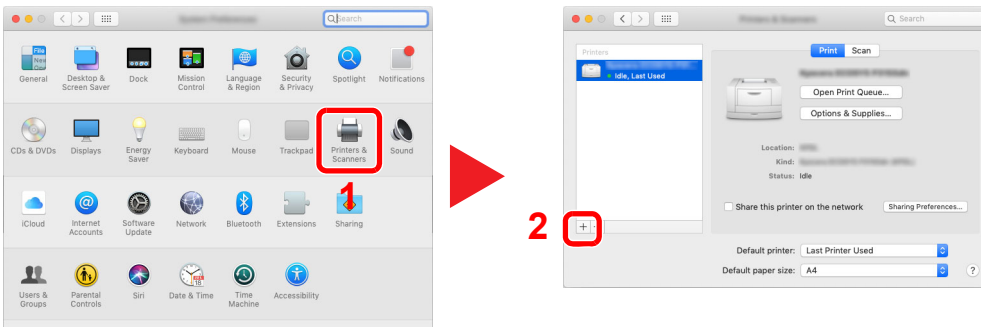 Search
General
Desktop &
Screen Saver
Dock
Mission
Control
Language
& Region
Security
& Privacy
Spotlight
Notifications
CDs & DVDs
Displays
Energy
Saver
Keyboard
Mouse
Trackpad
Printers &
Scanners
Sound
1
iCloud
Internet
Accounts
Software
Update
Network
Bluetooth
Extensions
Sharing
Users &
Groups
Parental
Controls
Siri
Date & Time
Time
Machine
Accessibility
Search
Printers
Idle, Last Used
Print Scan
Open Print Queue...
Options & Supplies...
Location:
Kind:
Status: Idle
Share this printer on the network Sharing Preferences...
2
+
Default printer: Last Printer Used
Default paper size: A4 ?